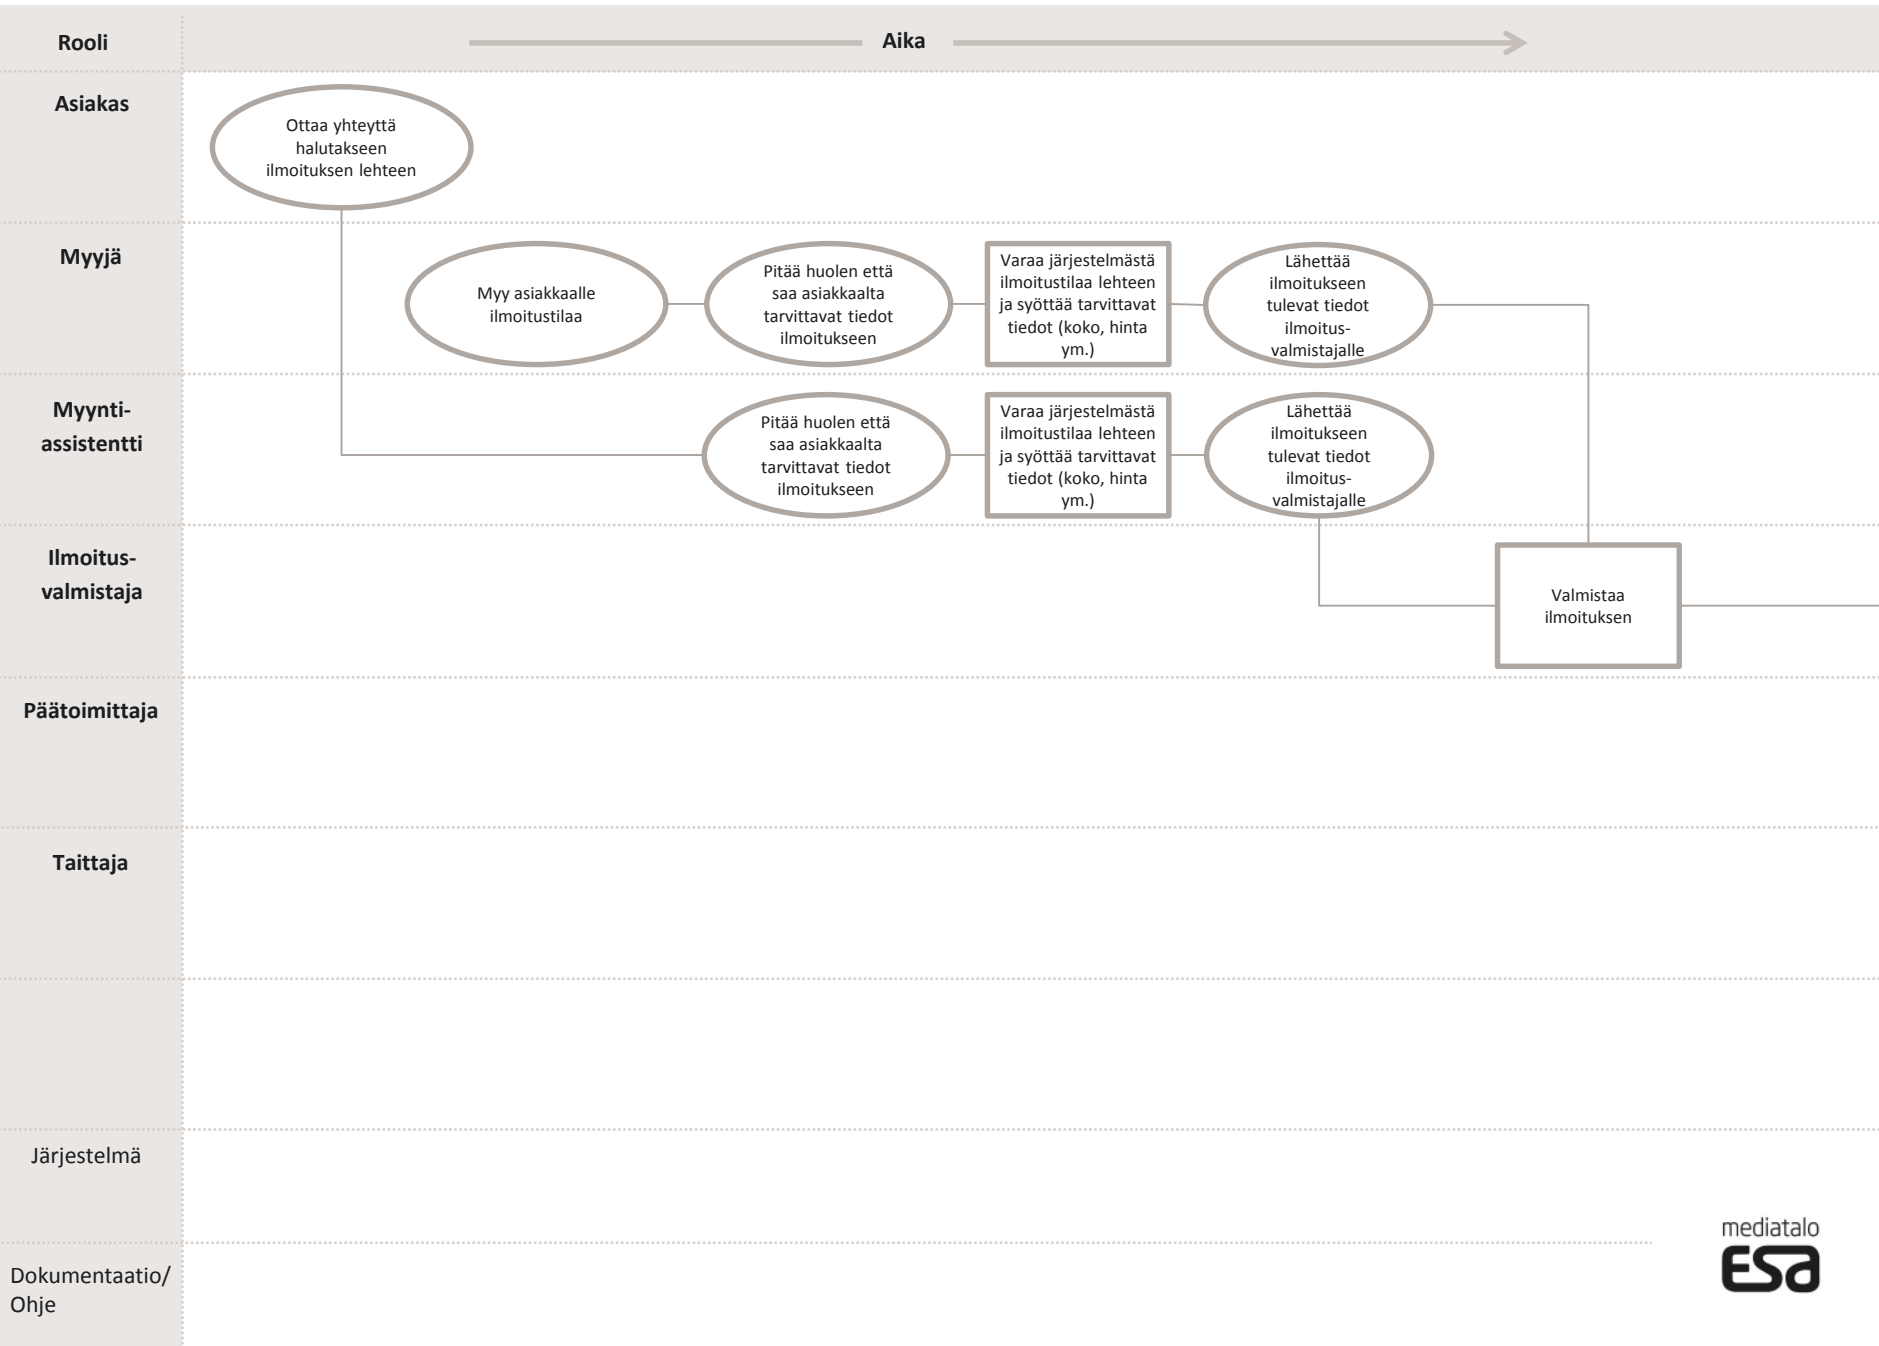 Rooli
Aika
Asiakas
Ottaa yhteyttä
halutakseen
ilmoituksen lehteen
Myyjä
Myy asiakkaalle
ilmoitustilaa
Pitää huolen että
saa asiakkaalta
tarvittavat tiedot
ilmoitukseen
Varaa järjestelmästä
ilmoitustilaa lehteen
ja syöttää tarvittavat
tiedot (koko, hinta
ym.)
Lähettää
ilmoitukseen
tulevat tiedot
ilmoitus-
valmistajalle
Myynti-
assistentti
Pitää huolen että
saa asiakkaalta
tarvittavat tiedot
ilmoitukseen
Varaa järjestelmästä
ilmoitustilaa lehteen
ja syöttää tarvittavat
tiedot (koko, hinta
ym.)
Lähettää
ilmoitukseen
tulevat tiedot
ilmoitus-
valmistajalle
Ilmoitus-
valmistaja
Valmistaa
ilmoituksen
Päätoimittaja
Taittaja
Järjestelmä
Dokumentaatio/
Ohje
mediatalo
ESa